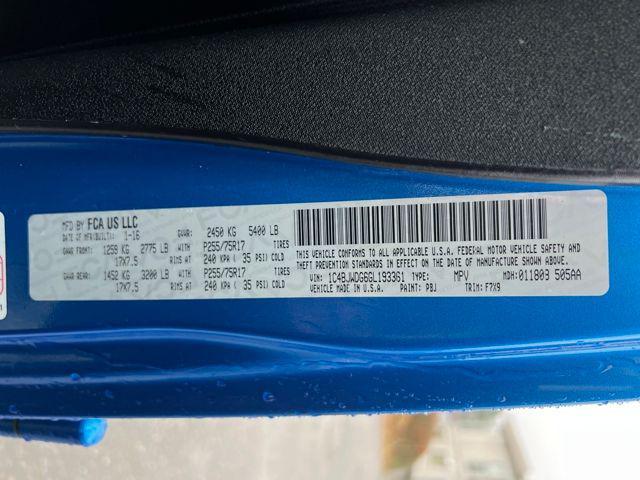 MFD BY FCA US LLC
DATE OF MFR(BUILT): 1-16 GVWR: 2450 KG 5400 LB
GAWR FRONT: 1259 KG 2775 LB WITH P255/75R17 TIRES
17X7.5 RIMS AT 240 KPA ( 35 PSI) COLD
GAWR REAR: 1452 KG 3200 LB WITH P255/75R17 TIRES
17X7.5 RIMS AT 240 KPA ( 35 PSI) COLD
THIS VEHICLE CONFORMS TO ALL APPLICABLE U.S.A. FEDERAL MOTOR VEHICLE SAFETY AND
THEFT PREVENTION STANDARDS IN EFFECT ON THE DATE OF MANUFACTURE SHOWN ABOVE.
VIN: 1C4BJWDG6GL193361 TYPE: MPV MDH: 011803 505AA
VEHICLE MADE IN U.S.A. PAINT: PBJ TRIM: F7X9